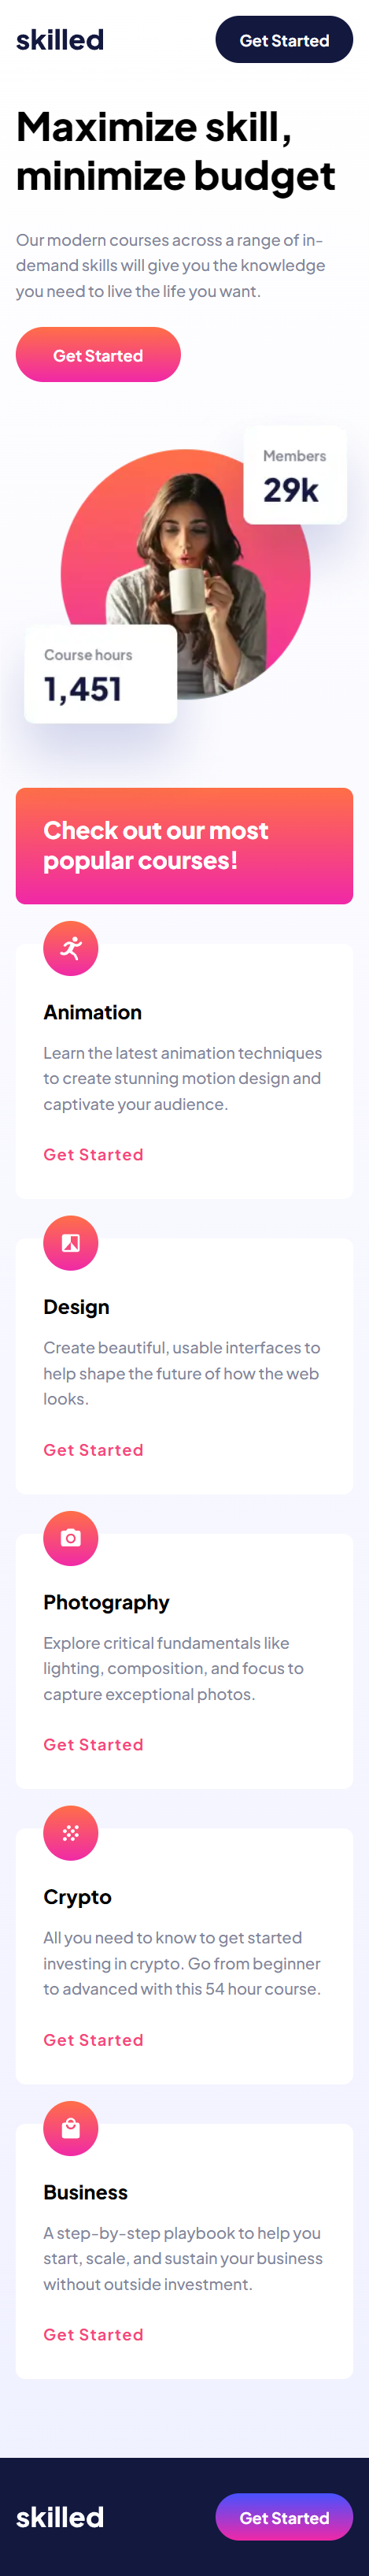 skilled
Get Started
Maximize skill,
minimize budget
Our modern courses across a range of in-
demand skills will give you the knowledge
you need to live the life you want.
Get Started
Members
29k
Course hours
1,451
Check out our most
popular courses!
Animation
Learn the latest animation techniques
to create stunning motion design and
captivate your audience.
Get Started
Design
Create beautiful, usable interfaces to
help shape the future of how the web
looks.
Get Started
Photography
Explore critical fundamentals like
lighting, composition, and focus to
capture exceptional photos.
Get Started
Crypto
All you need to know to get started
investing in crypto. Go from beginner
to advanced with this 54 hour course.
Get Started
Business
A step-by-step playbook to help you
start, scale, and sustain your business
without outside investment.
Get Started
skilled
Get Started